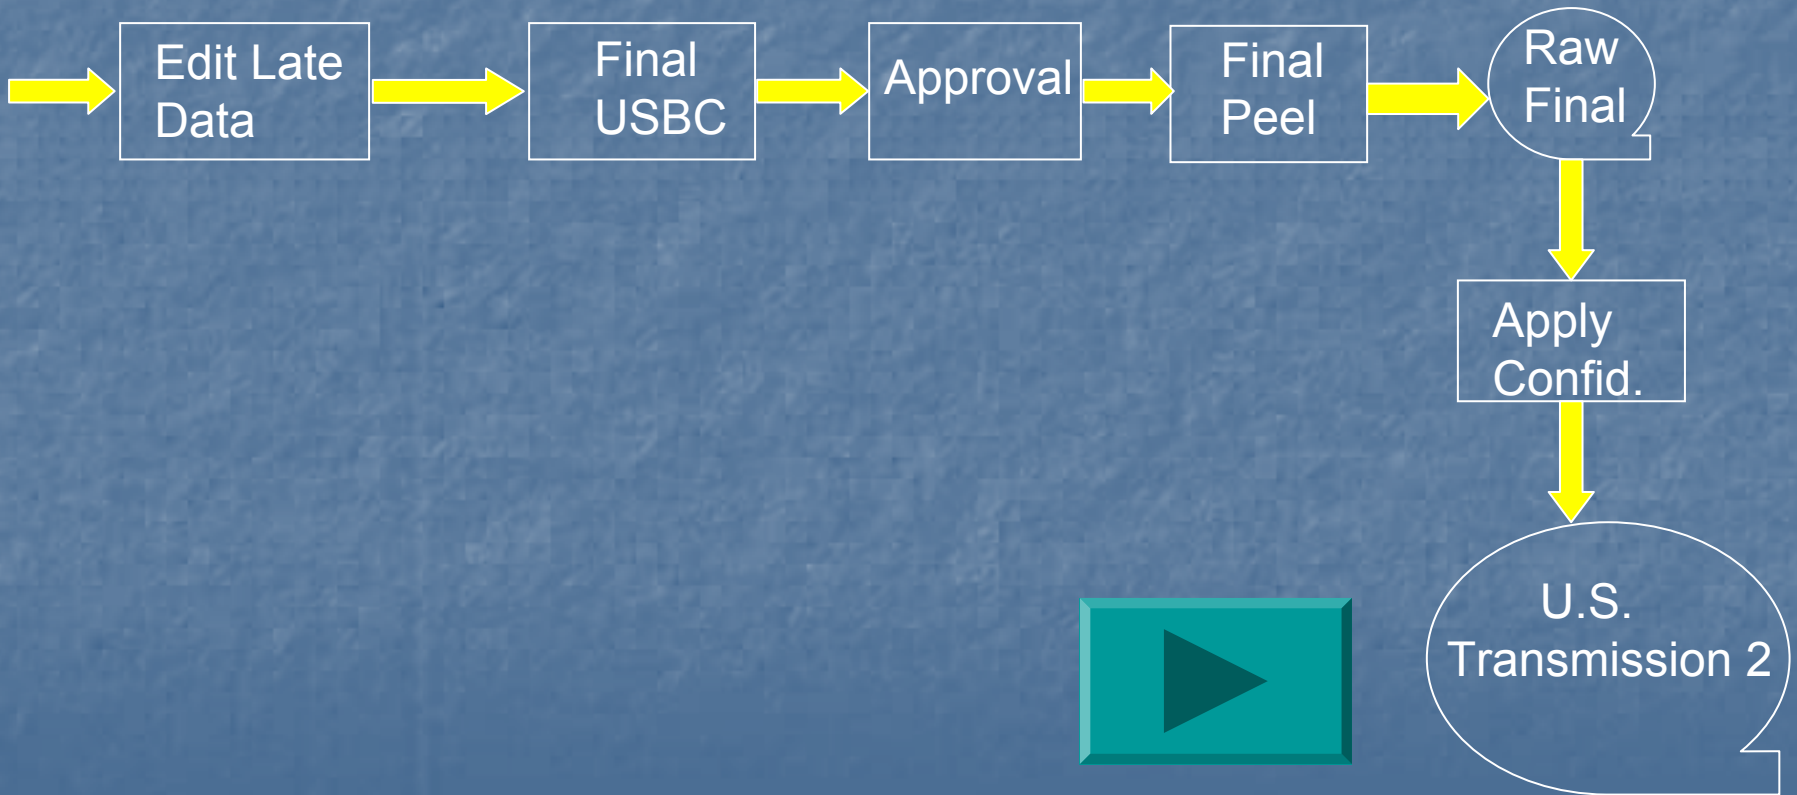 Edit Late
Data
Final
USBC
Approval
Final
Peel
Raw
Final
Apply
Confid.
U.S.
Transmission 2